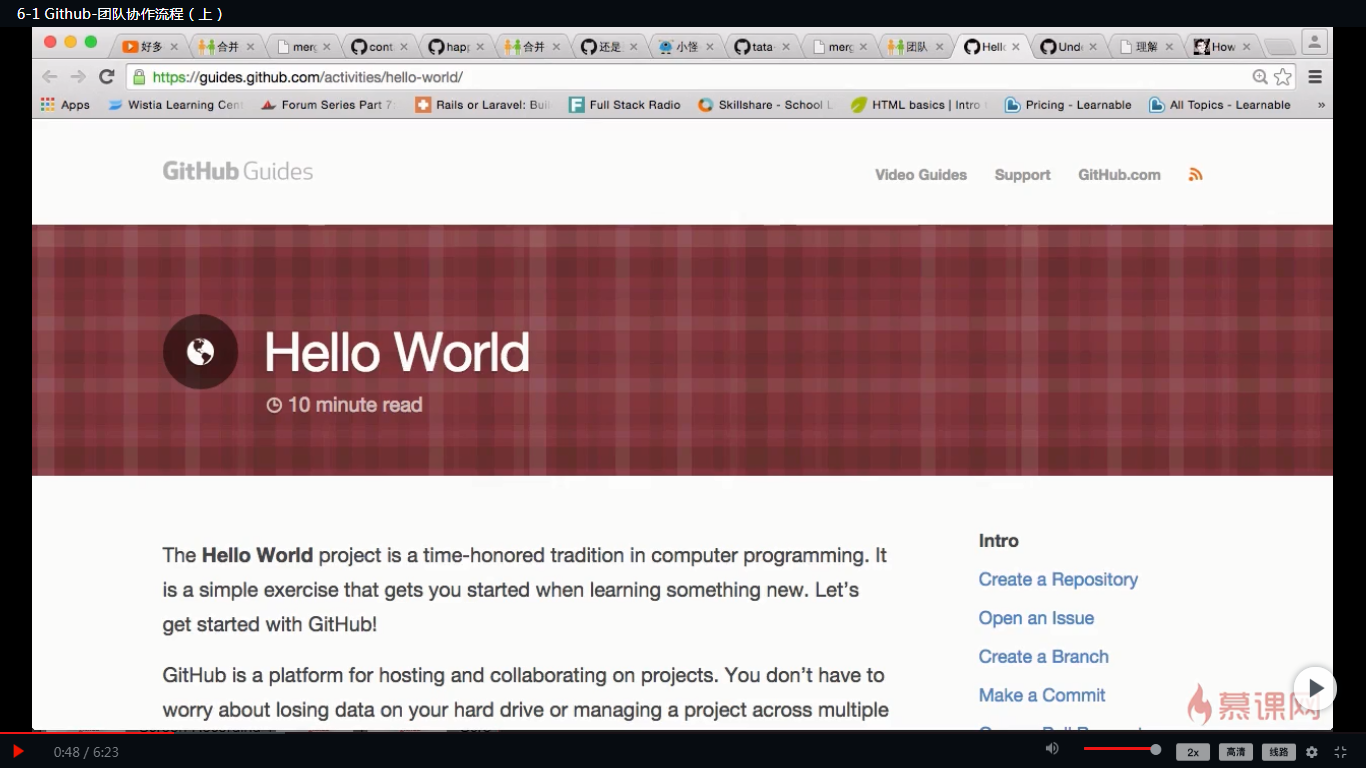 6-1 Github-团队协作流程（上）
好多
合并
merg
cont
hap
合并
还是
小怪
tata-
merg
团队
Hello
Unde
理解
How
https://guides.github.com/activities/hello-world/
Apps
Wistia Learning Cent
Forum Series Part 7:
Rails or Laravel: Buil
Full Stack Radio
Skillshare - School
HTML basics | Intro
Pricing - Learnable
All Topics - Learnable
»
GitHub Guides
Video Guides
Support
GitHub.com
Hello World
10 minute read
The Hello World project is a time-honored tradition in computer programming. It
is a simple exercise that gets you started when learning something new. Let's
get started with GitHub!
GitHub is a platform for hosting and collaborating on projects. You don't have to
worry about losing data on your hard drive or managing a project across multiple
Intro
Create a Repository
Open an Issue
Create a Branch
Make a Commit
慕课网
0:48 / 6:23
2x
高清
线路